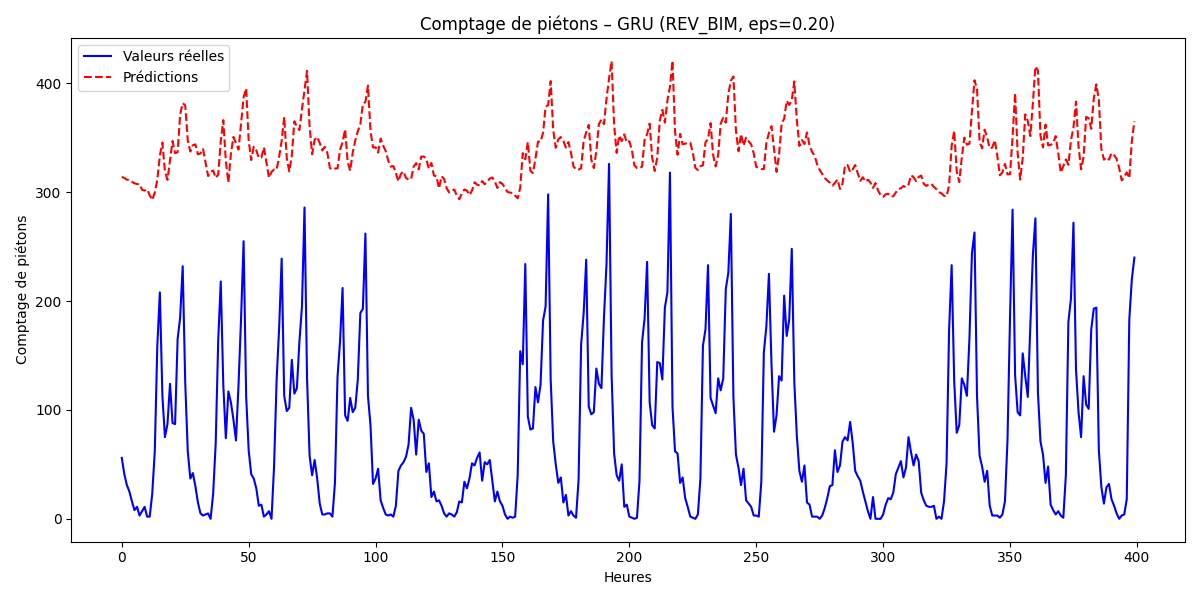 Comptage de piétons – GRU (REV_BIM, eps=0.20)
Valeurs réelles
Prédictions
Comptage de piétons
400
300
200
100
0
0 50 100 150 200 250 300 350 400
Heures